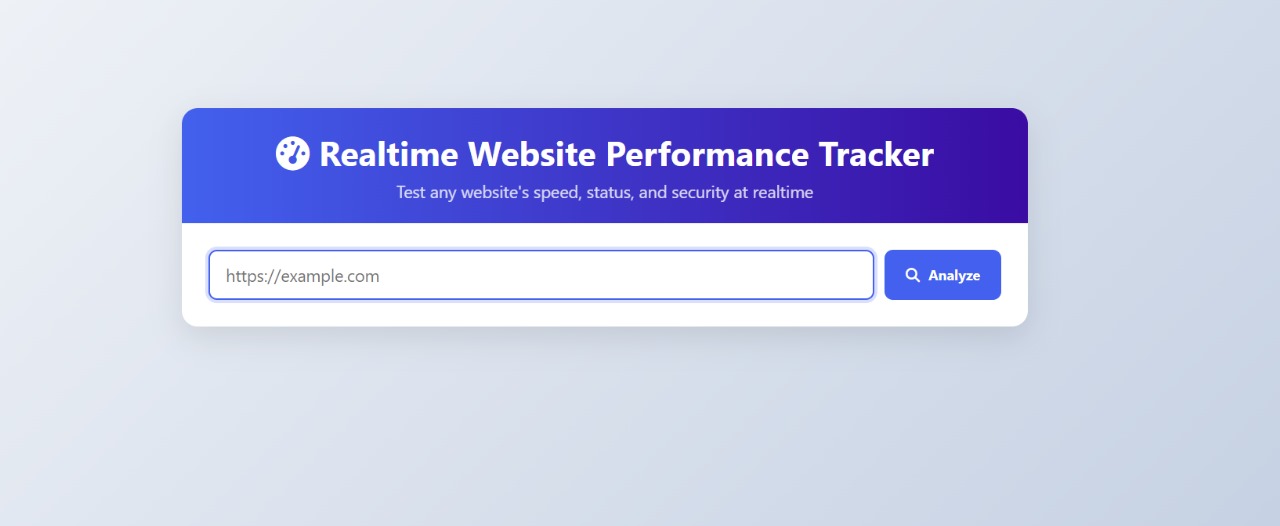 Realtime Website Performance Tracker
Test any website's speed, status, and security at realtime
https://example.com
Analyze